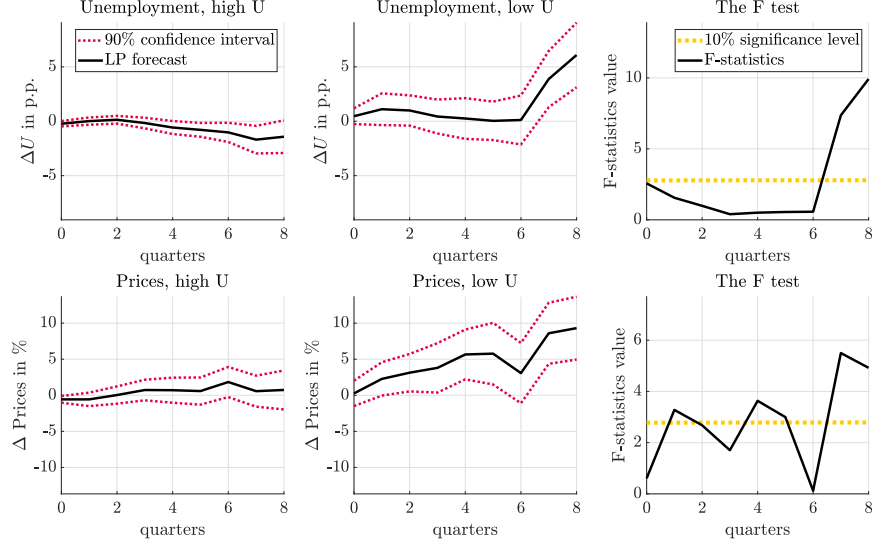 Unemployment, high U
90% confidence interval
LP forecast
ΔU in p.p.
5
0
-5
0 2 4 6 8
quarters
Unemployment, low U
ΔU in p.p.
5
0
-5
0 2 4 6 8
quarters
The F test
10% significance level
F-statistics
F-statistics value
10
5
0
0 2 4 6 8
quarters
Prices, high U
Δ Prices in %
10
5
0
-5
-10
0 2 4 6 8
quarters
Prices, low U
Δ Prices in %
10
5
0
-5
-10
0 2 4 6 8
quarters
The F test
F-statistics value
6
4
2
0
0 2 4 6 8
quarters